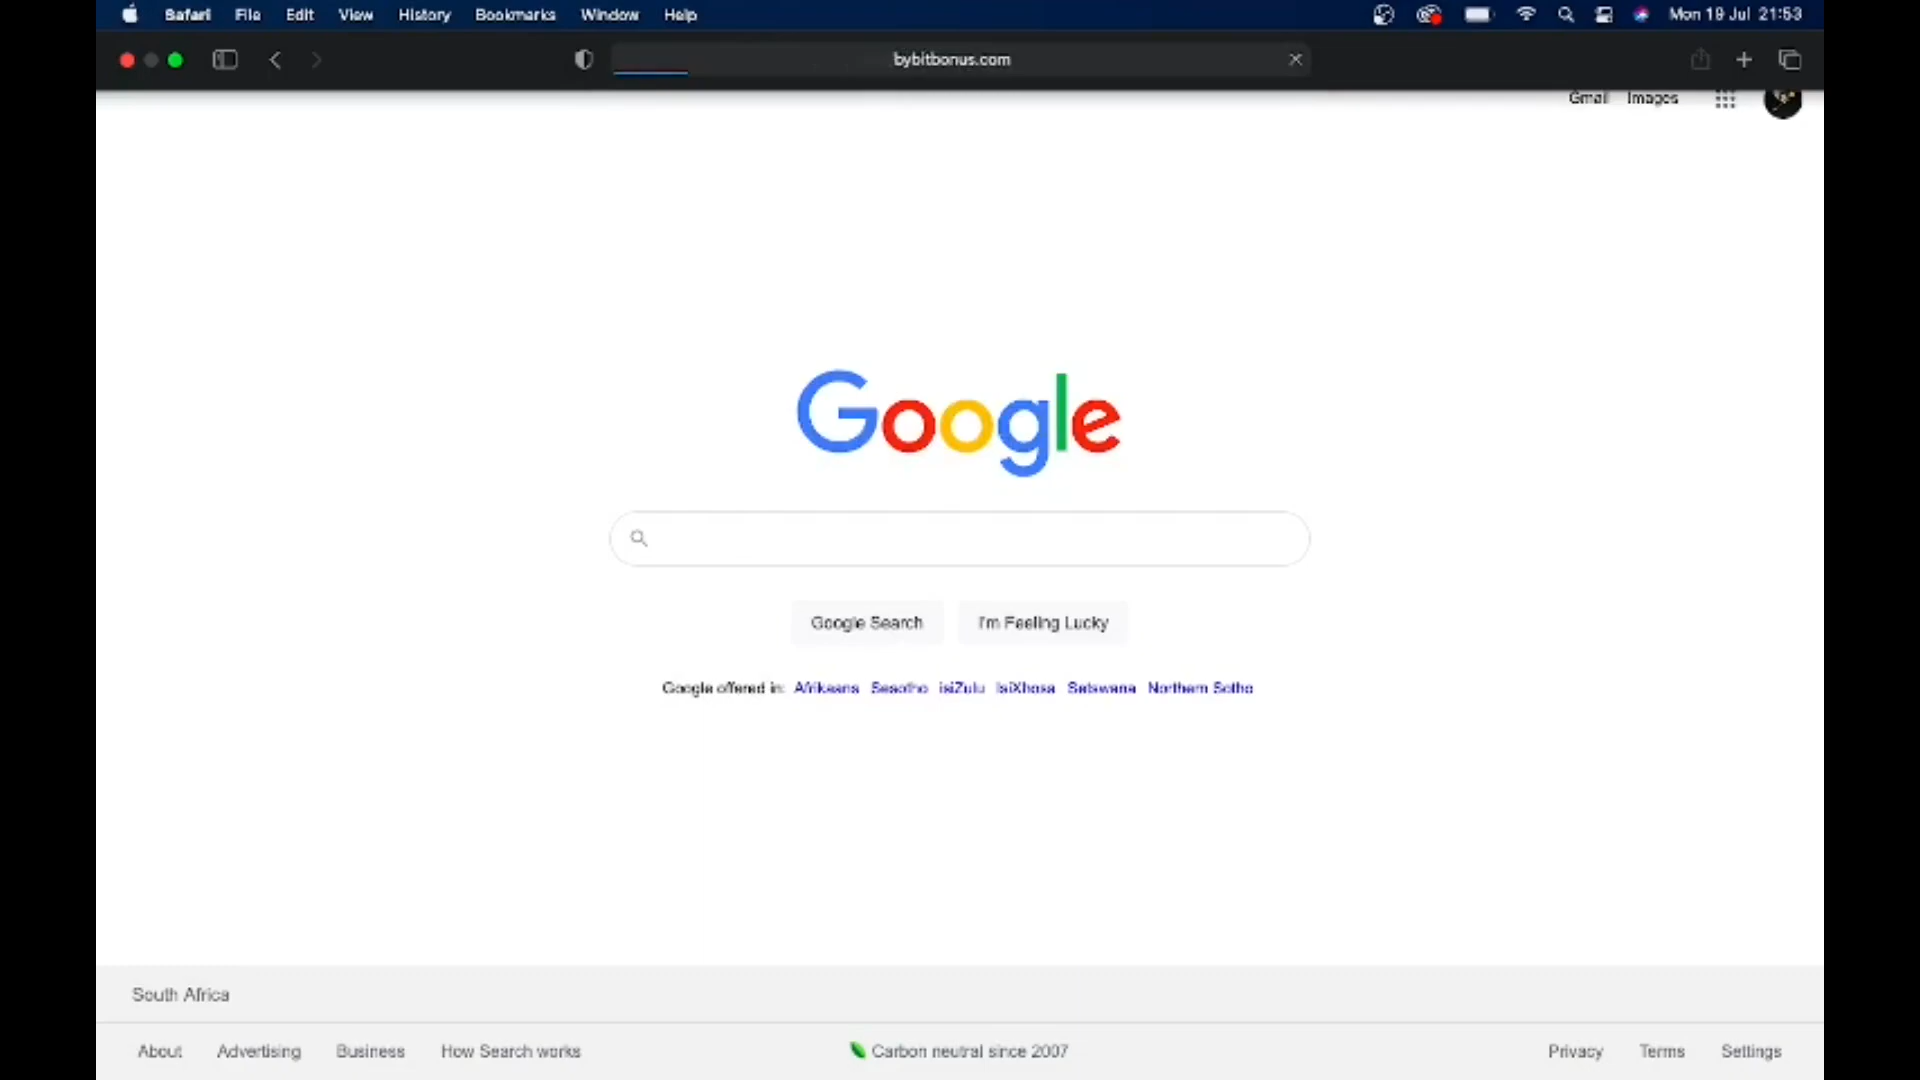 Safari File Edit View History Bookmarks Window Help Mon 19 Jul 21:53
bybitbonus.com
Gmail Images
Google
Google Search I'm Feeling Lucky
Google offered in: Afrikaans Sesotho isiZulu IsiXhosa Setswana Northern Sotho
South Africa
About Advertising Business How Search works Carbon neutral since 2007 Privacy Terms Settings